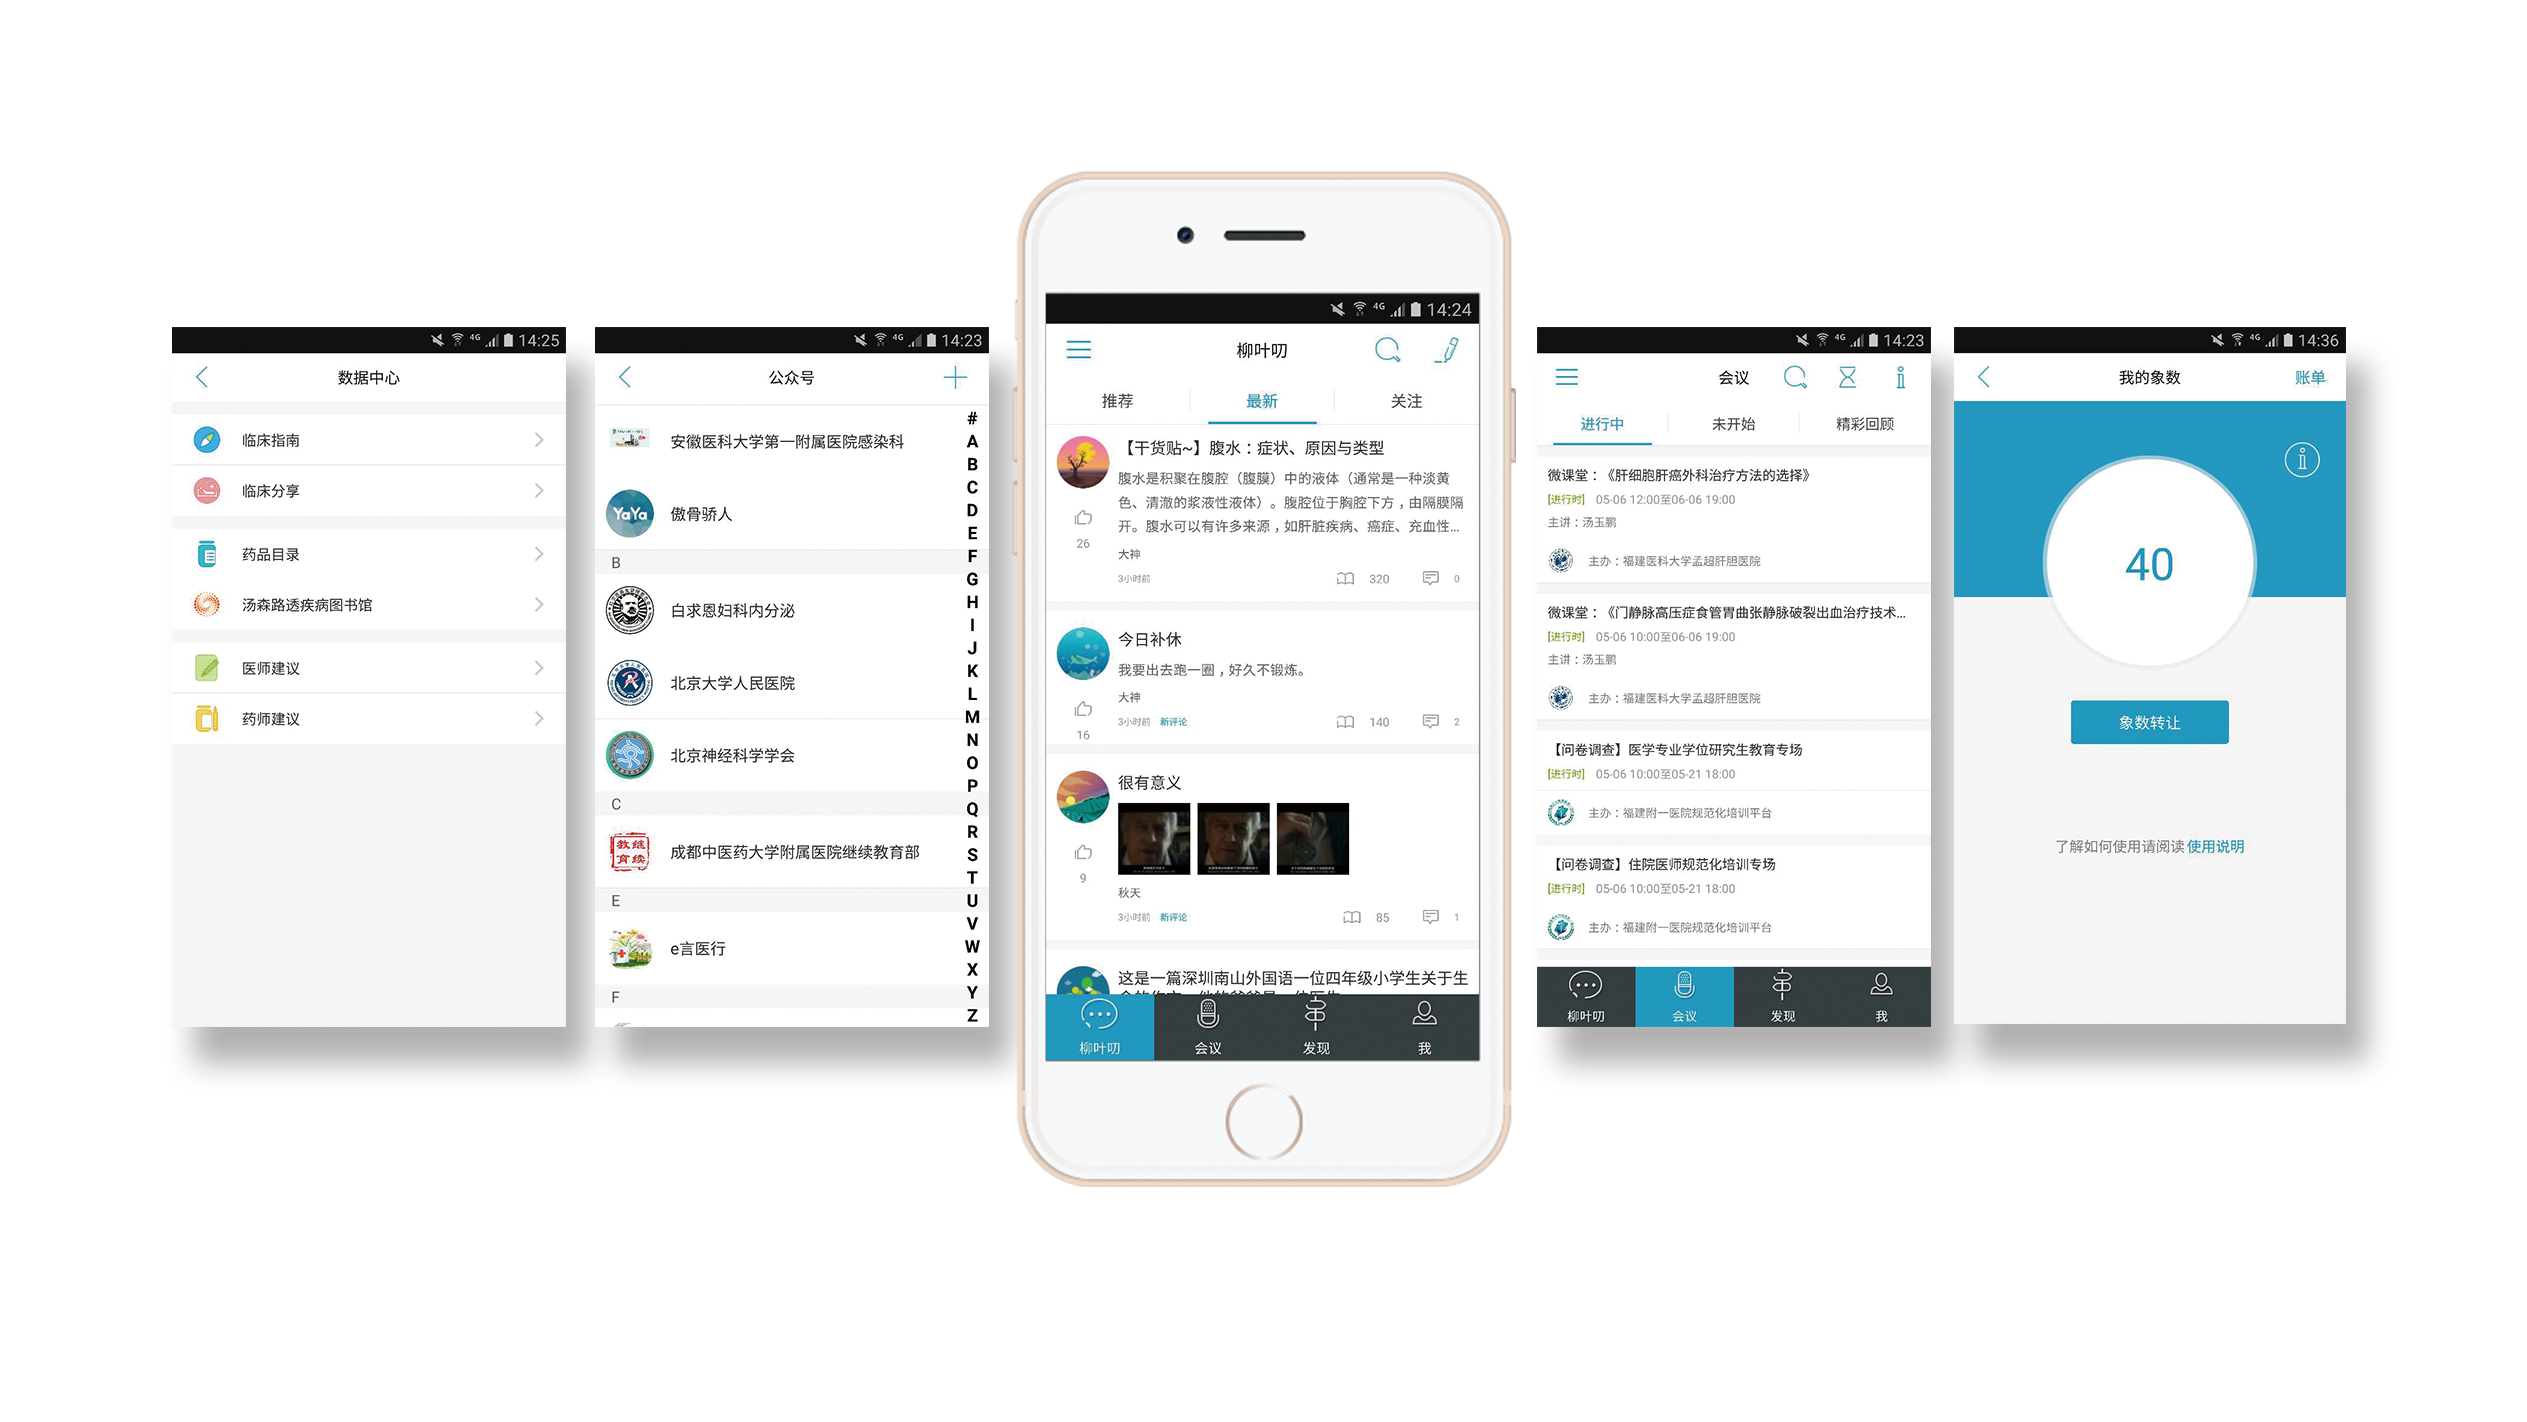 4G 14:25
数据中心
临床指南
临床分享
药品目录
汤森路透疾病图书馆
医师建议
药师建议
4G 14:23
公众号
安徽医科大学第一附属医院感染科
YaYa
傲骨骄人
B
白求恩妇科内分泌
北京大学人民医院
北京神经科学学会
C
教继
育续
成都中医药大学附属医院继续教育部
E
e言医行
F
#
A
B
C
D
E
F
G
H
I
J
K
L
M
N
O
P
Q
R
S
T
U
V
W
X
Y
Z
4G 14:24
柳叶叨
推荐 最新 关注
【干货贴~】腹水：症状、原因与类型
腹水是积聚在腹腔（腹膜）中的液体（通常是一种淡黄
色、清澈的浆液性液体）。腹腔位于胸腔下方，由隔膜隔
开。腹水可以有许多来源，如肝脏疾病、癌症、充血性...
26
大神
3小时前 320 0
今日补休
我要出去跑一圈，好久不锻炼。
大神
3小时前 新评论 140 2
16
很有意义
9
秋天
3小时前 新评论 85 1
这是一篇深圳南山外国语一位四年级小学生关于生
柳叶叨 会议 发现 我
4G 14:23
会议
进行中 未开始 精彩回顾
微课堂：《肝细胞肝癌外科治疗方法的选择》
[进行时] 05-06 12:00至06-06 19:00
主讲：汤玉鹏
主办：福建医科大学孟超肝胆医院
微课堂：《门静脉高压症食管胃曲张静脉破裂出血治疗技术...
[进行时] 05-06 10:00至06-06 19:00
主讲：汤玉鹏
主办：福建医科大学孟超肝胆医院
【问卷调查】医学专业学位研究生教育专场
[进行时] 05-06 10:00至05-21 18:00
主办：福建附一医院规范化培训平台
【问卷调查】住院医师规范化培训专场
[进行时] 05-06 10:00至05-21 18:00
主办：福建附一医院规范化培训平台
柳叶叨 会议 发现 我
4G 14:36
我的象数 账单
40
象数转让
了解如何使用请阅读 使用说明